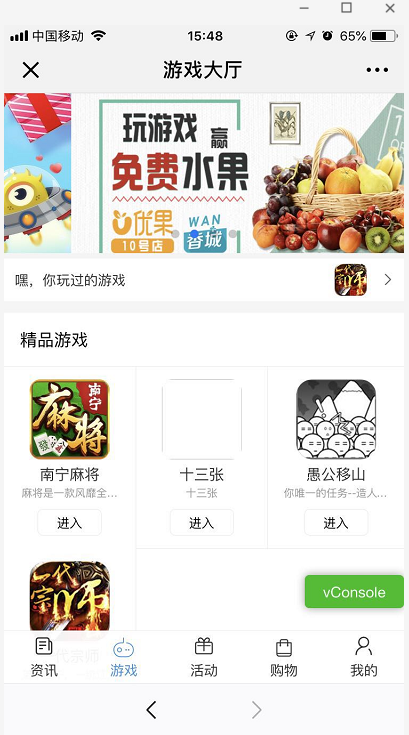 中国移动
15:48
65%
游戏大厅
玩游戏 赢
免费水果
优果
10号店
WAN
香城
嘿，你玩过的游戏
精品游戏
南宁
麻将
發
南宁麻将
麻将是一款风靡全...
进入
十三张
十三张
进入
愚公移山
你唯一的任务--造人...
进入
一代宗师
vConsole
资讯
游戏
活动
购物
我的